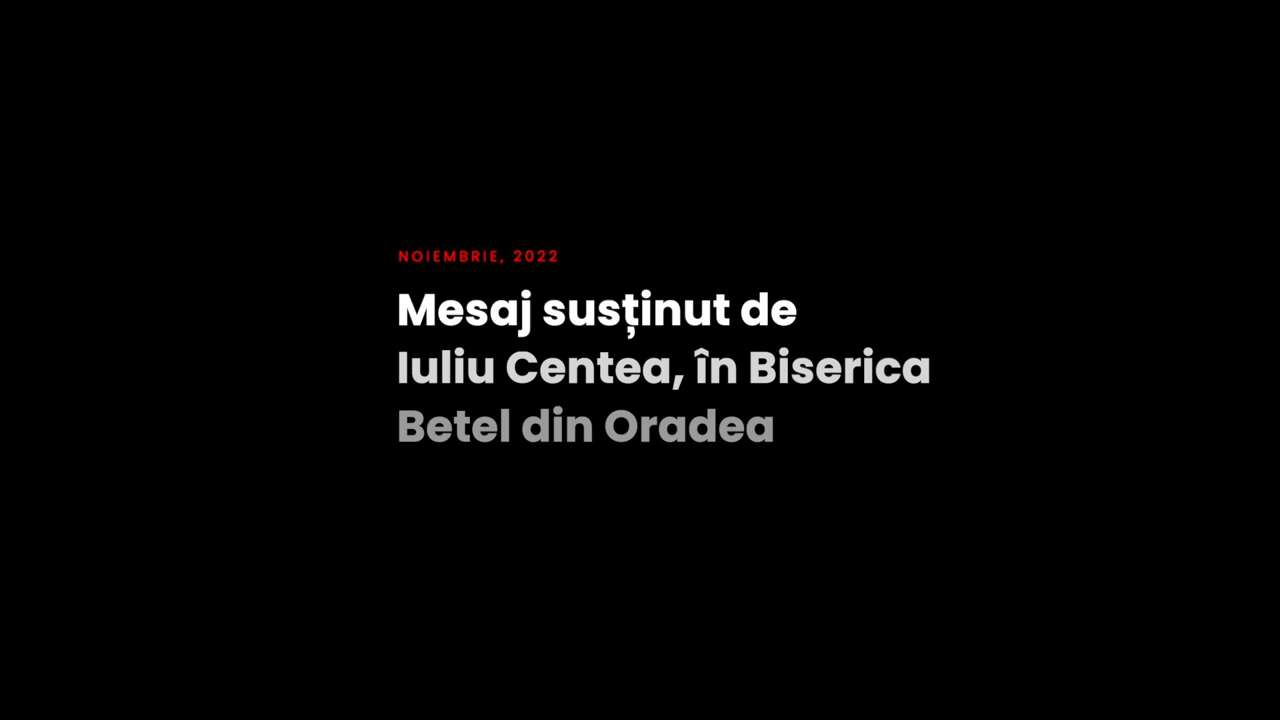 NOIEMBRIE, 2022
Mesaj susținut de
Iuliu Centea, în Biserica
Betel din Oradea